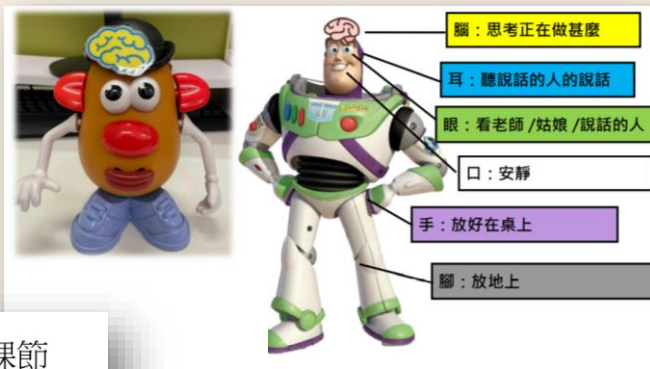 腦：思考正在做甚麼
耳：聽說話的人的說話
眼：看老師/姑娘/說話的人
口：安靜
手：放好在桌上
腳：放地上
課節